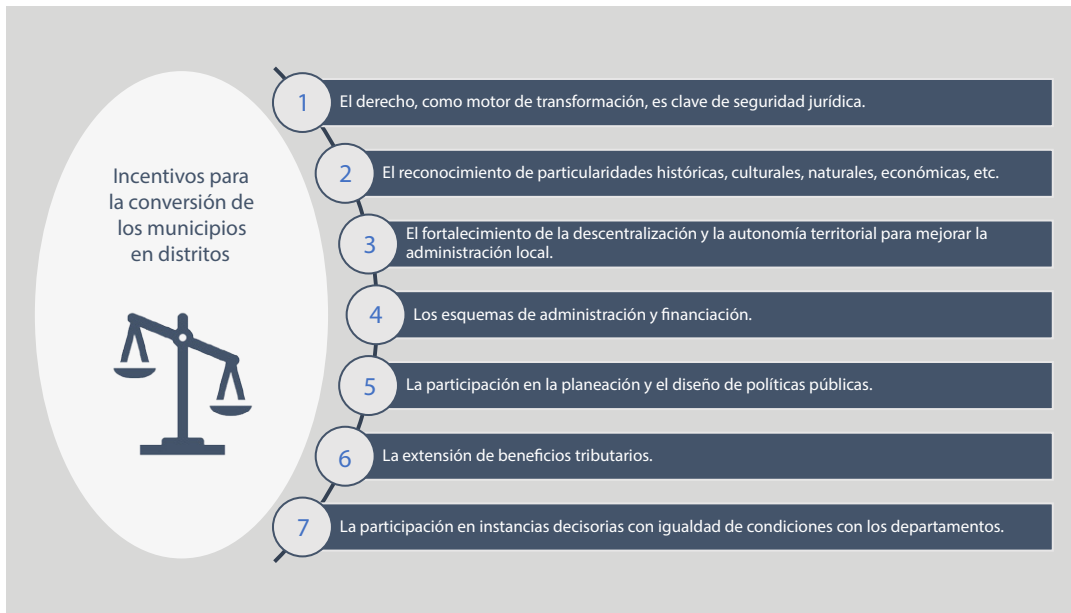 Incentivos para
la conversión de
los municipios
en distritos
1 El derecho, como motor de transformación, es clave de seguridad jurídica.
2 El reconocimiento de particularidades históricas, culturales, naturales, económicas, etc.
3 El fortalecimiento de la descentralización y la autonomía territorial para mejorar la
administración local.
4 Los esquemas de administración y financiación.
5 La participación en la planeación y el diseño de políticas públicas.
6 La extensión de beneficios tributarios.
7 La participación en instancias decisorias con igualdad de condiciones con los departamentos.